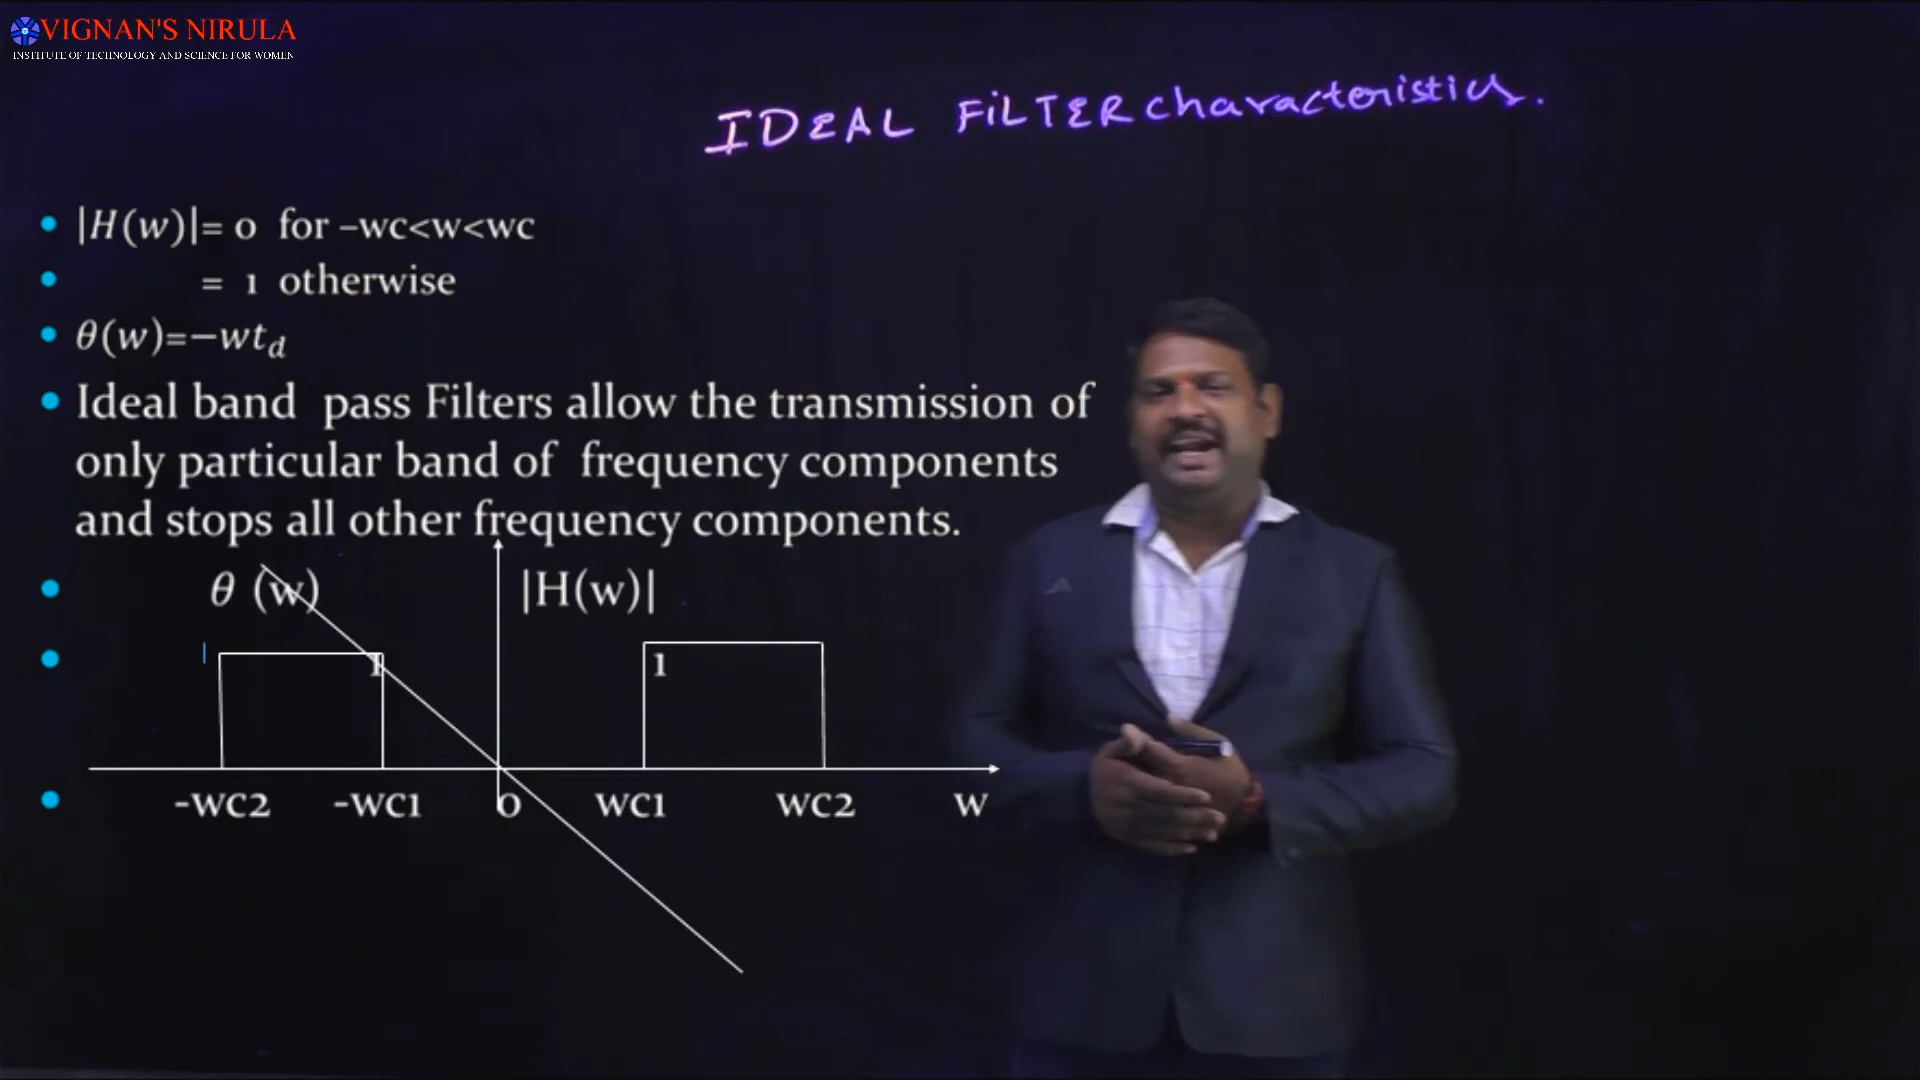 VIGNAN'S NIRULA
INSTITUTE OF TECHNOLOGY AND SCIENCE FOR WOMEN
IDEAL FiLTER characteristics.
|H(w)|= 0 for –wc<w<wc
= 1 otherwise
θ(w)=−wt_d
Ideal band pass Filters allow the transmission of
only particular band of frequency components
and stops all other frequency components.
θ (w) |H(w)|
1 1
-wc2 -wc1 0 wc1 wc2 w